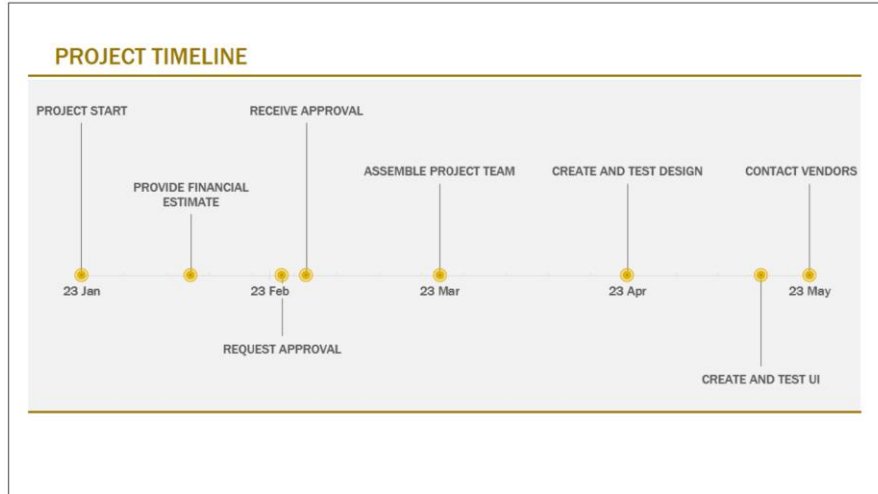 PROJECT TIMELINE
PROJECT START
RECEIVE APPROVAL
ASSEMBLE PROJECT TEAM
CREATE AND TEST DESIGN
CONTACT VENDORS
PROVIDE FINANCIAL
ESTIMATE
23 Jan
23 Feb
23 Mar
23 Apr
23 May
REQUEST APPROVAL
CREATE AND TEST UI